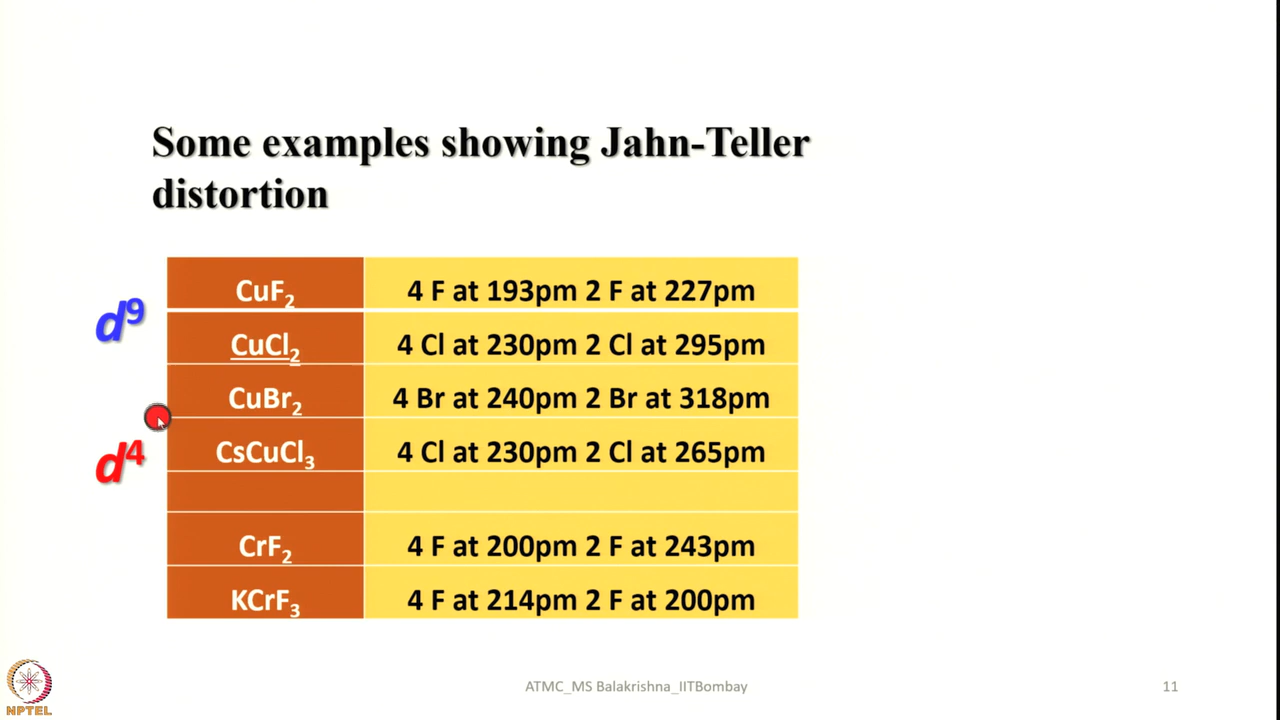 Some examples showing Jahn-Teller
distortion
d⁹
d⁴
CuF₂ 4 F at 193pm 2 F at 227pm
CuCl₂ 4 Cl at 230pm 2 Cl at 295pm
CuBr₂ 4 Br at 240pm 2 Br at 318pm
CsCuCl₃ 4 Cl at 230pm 2 Cl at 265pm
CrF₂ 4 F at 200pm 2 F at 243pm
KCrF₃ 4 F at 214pm 2 F at 200pm
NPTEL
ATMC_MS Balakrishna_IITBombay
11